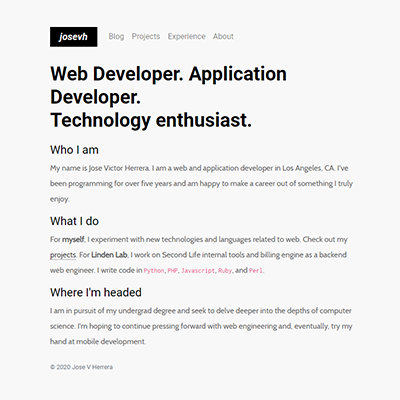 josevh Blog Projects Experience About
Web Developer. Application
Developer.
Technology enthusiast.
Who I am
My name is Jose Victor Herrera. I am a web and application developer in Los Angeles, CA. I've
been programming for over five years and am happy to make a career out of something I truly
enjoy.
What I do
For myself, I experiment with new technologies and languages related to web. Check out my
projects. For Linden Lab, I work on Second Life internal tools and billing engine as a backend
web engineer. I write code in Python, PHP, Javascript, Ruby, and Perl.
Where I'm headed
I am in pursuit of my undergrad degree and seek to delve deeper into the depths of computer
science. I'm hoping to continue pressing forward with web engineering and, eventually, try my
hand at mobile development.
© 2020 Jose V Herrera